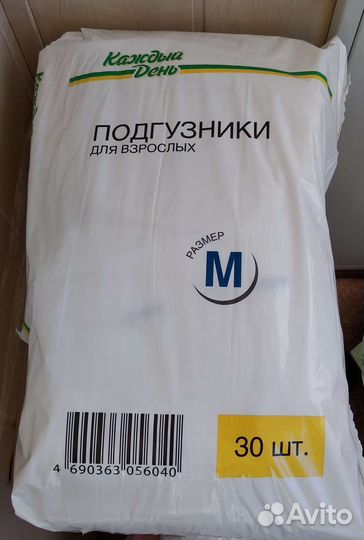 Каждый
День
ПОДГУЗНИКИ
ДЛЯ ВЗРОСЛЫХ
РАЗМЕР
M
30 шт.
4 690363 056040
Avito